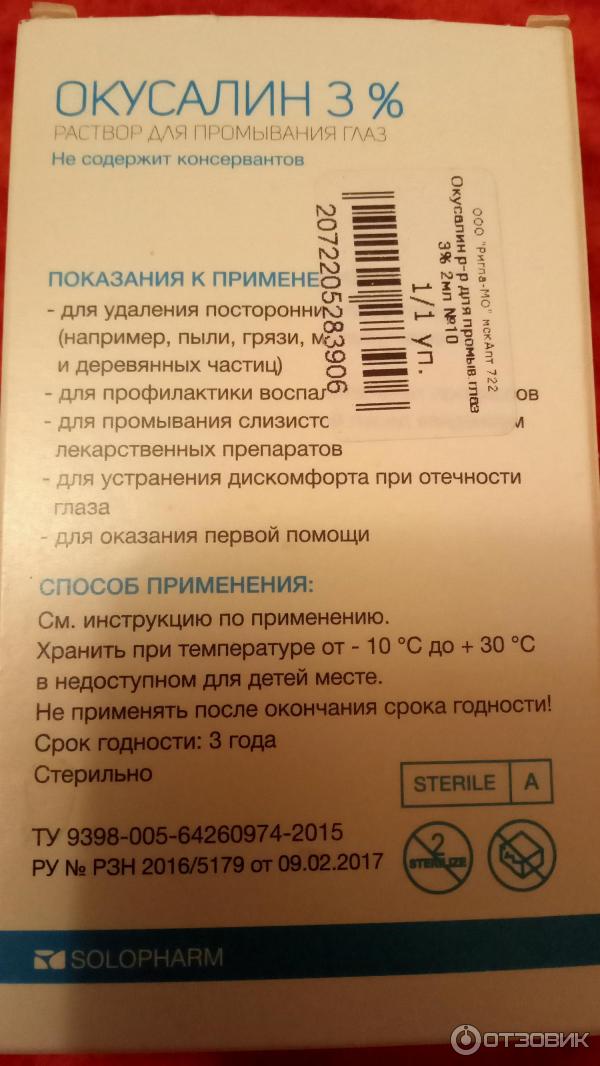 ОКУСАЛИН 3 %
РАСТВОР ДЛЯ ПРОМЫВАНИЯ ГЛАЗ
Не содержит консервантов
ООО "Ригла-МО" мскАпт 722
Окусалин р-р для промыв.глаз
3% 2мл №10
1/1 уп.
2072205283906
ПОКАЗАНИЯ К ПРИМЕНЕ
- для удаления посторонни
(например, пыли, грязи, м
и деревянных частиц)
- для профилактики воспал ов
- для промывания слизисто м
лекарственных препаратов
- для устранения дискомфорта при отечности
глаза
- для оказания первой помощи
СПОСОБ ПРИМЕНЕНИЯ:
См. инструкцию по применению.
Хранить при температуре от - 10 °С до + 30 °С
в недоступном для детей месте.
Не применять после окончания срока годности!
Срок годности: 3 года
Стерильно
STERILE A
ТУ 9398-005-64260974-2015
РУ № РЗН 2016/5179 от 09.02.2017
2
STERILIZE
SOLOPHARM
ОТЗОВИК